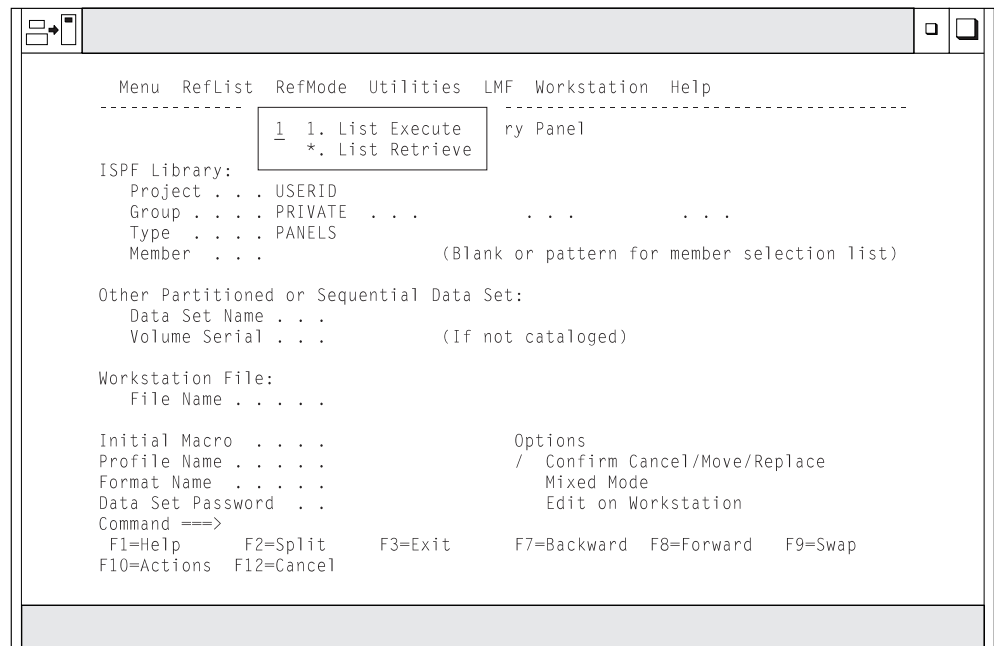 Menu RefList RefMode Utilities LMF Workstation Help
1 1. List Execute ry Panel
*. List Retrieve
ISPF Library:
Project . . . USERID
Group . . . . PRIVATE . . . . . . . . .
Type . . . . PANELS
Member . . . (Blank or pattern for member selection list)
Other Partitioned or Sequential Data Set:
Data Set Name . . .
Volume Serial . . . (If not cataloged)
Workstation File:
File Name . . . . .
Initial Macro . . . . Options
Profile Name . . . . . / Confirm Cancel/Move/Replace
Format Name . . . . . Mixed Mode
Data Set Password . . Edit on Workstation
Command ===>
F1=Help F2=Split F3=Exit F7=Backward F8=Forward F9=Swap
F10=Actions F12=Cancel